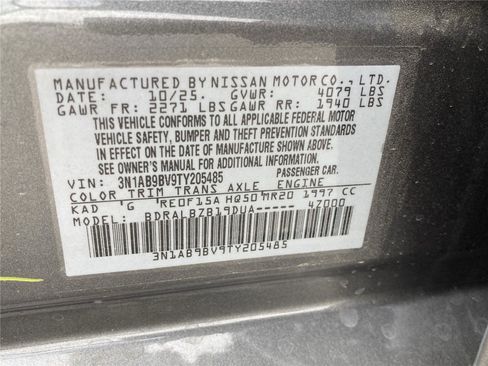 MANUFACTURED BY NISSAN MOTOR CO., LTD.
DATE: 10/25. GVWR: 4079 LBS
GAWR FR: 2271 LBS GAWR RR: 1940 LBS
THIS VEHICLE CONFORMS TO ALL APPLICABLE FEDERAL MOTOR
VEHICLE SAFETY, BUMPER AND THEFT PREVENTION STANDARDS
IN EFFECT ON THE DATE OF MANUFACTURE SHOWN ABOVE.
SEE OWNER'S MANUAL FOR ADDITIONAL INFORMATION.
VIN: 3N1AB9BV9TY205485 PASSENGER CAR.
COLOR TRIM TRANS AXLE ENGINE
KAD G RE0F15A HQ50 MR20 1997 CC
MODEL: BDRALBZB19DUA---- 4Z000
3N1AB9BV9TY205485